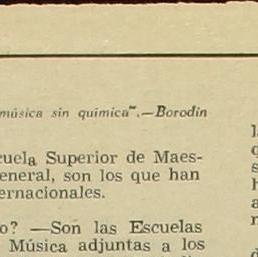 música sin química".—Borodin
cuela Superior de Maes-
eneral, son los que han
ernacionales.
o? —Son las Escuelas
Música adjuntas a los